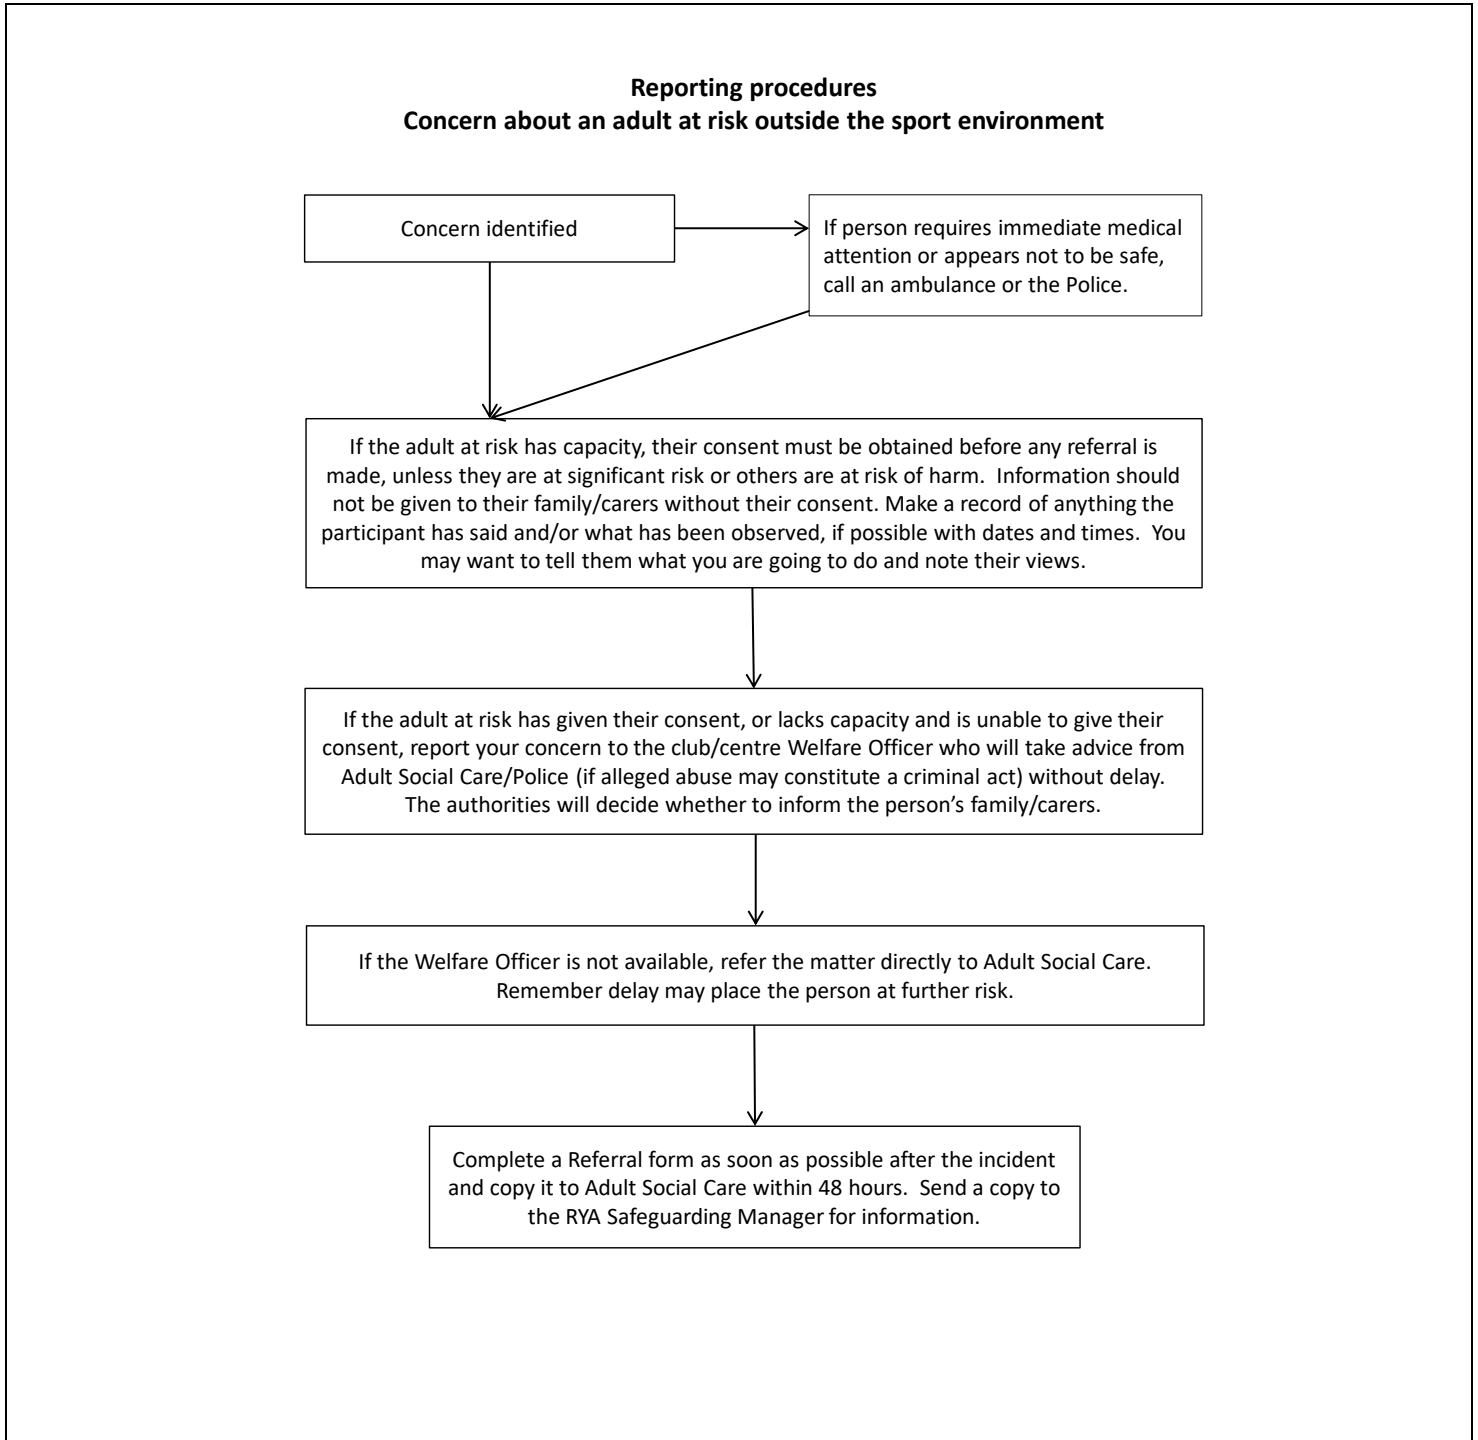 Reporting procedures
Concern about an adult at risk outside the sport environment
Concern identified
If person requires immediate medical
attention or appears not to be safe,
call an ambulance or the Police.
If the adult at risk has capacity, their consent must be obtained before any referral is
made, unless they are at significant risk or others are at risk of harm.  Information should
not be given to their family/carers without their consent. Make a record of anything the
participant has said and/or what has been observed, if possible with dates and times.  You
may want to tell them what you are going to do and note their views.
If the adult at risk has given their consent, or lacks capacity and is unable to give their
consent, report your concern to the club/centre Welfare Officer who will take advice from
Adult Social Care/Police (if alleged abuse may constitute a criminal act) without delay.
The authorities will decide whether to inform the person’s family/carers.
If the Welfare Officer is not available, refer the matter directly to Adult Social Care.
Remember delay may place the person at further risk.
Complete a Referral form as soon as possible after the incident
and copy it to Adult Social Care within 48 hours.  Send a copy to
the RYA Safeguarding Manager for information.